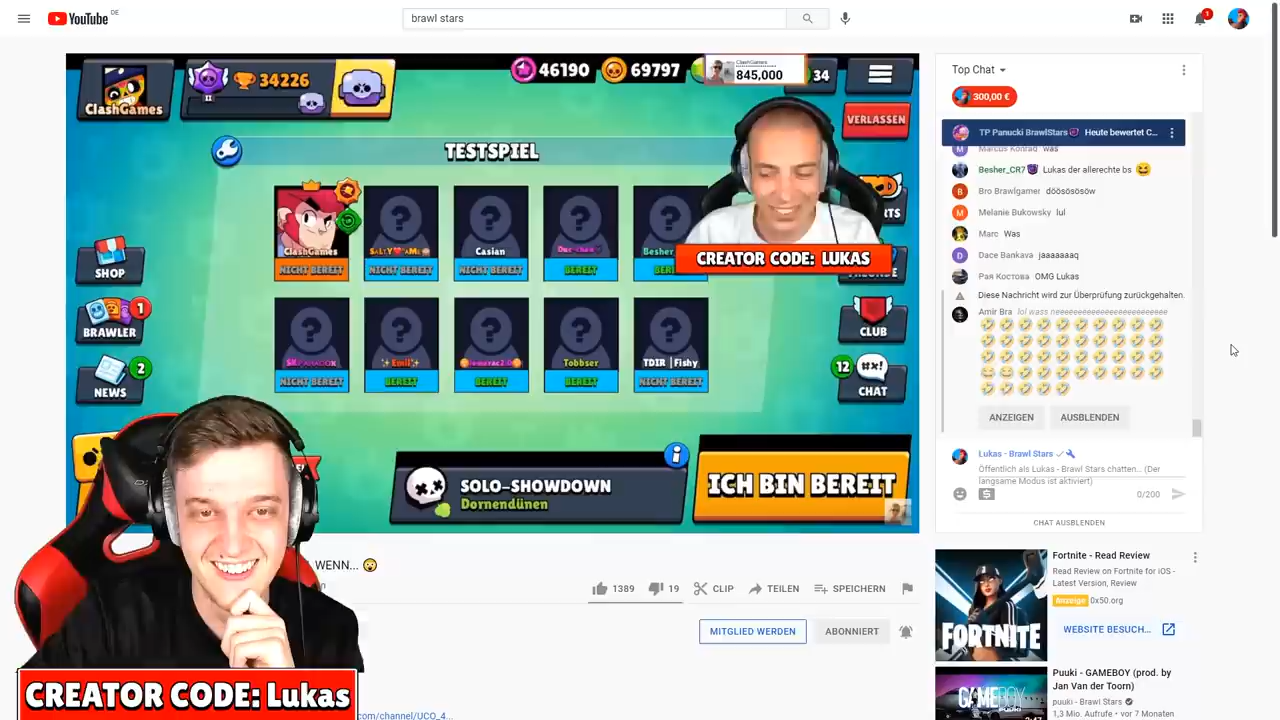 YouTube DE
brawl stars
1
ClashGames
34226
46190
69797
ClashGames
845,000
34
VERLASSEN
TESTSPIEL
ClashGames
NICHT BEREIT
NICHT BEREIT
Casian
NICHT BEREIT
BEREIT
CREATOR CODE: LUKAS
SHOP
BRAWLER
1
NEWS
2
NICHT BEREIT
Emil
BEREIT
BEREIT
Tobbser
BEREIT
TDIR|Fishy
NICHT BEREIT
CLUB
12
CHAT
SOLO-SHOWDOWN
Dornendünen
ICH BIN BEREIT
WENN... 😮
1389
19
CLIP
TEILEN
SPEICHERN
MITGLIED WERDEN
ABONNIERT
CREATOR CODE: Lukas
com/channel/UCO_4...
Top Chat
300,00 €
TP Panucki BrawlStars Heute bewertet C...
Marcus Konrad was
Besher_CR7 Lukas der allerechte bs 😆
Bro Brawlgamer döösösösöw
Melanie Bukowsky lul
Marc Was
Dace Bankava jaaaaaaaq
Рая Костова OMG Lukas
Diese Nachricht wird zur Überprüfung zurückgehalten.
Amir Bra
ANZEIGEN
AUSBLENDEN
Lukas - Brawl Stars
Öffentlich als Lukas - Brawl Stars chatten... (Der
langsame Modus ist aktiviert)
0/200
CHAT AUSBLENDEN
Fortnite - Read Review
Read Review on Fortnite for iOS -
Latest Version, Review
Anzeige 0x50.org
WEBSITE BESUCH...
FORTNITE
Puuki - GAMEBOY (prod. by
Jan Van der Toorn)
puuki - Brawl Stars
1,3 Mio. Aufrufe • vor 7 Monaten
GAMEBOY